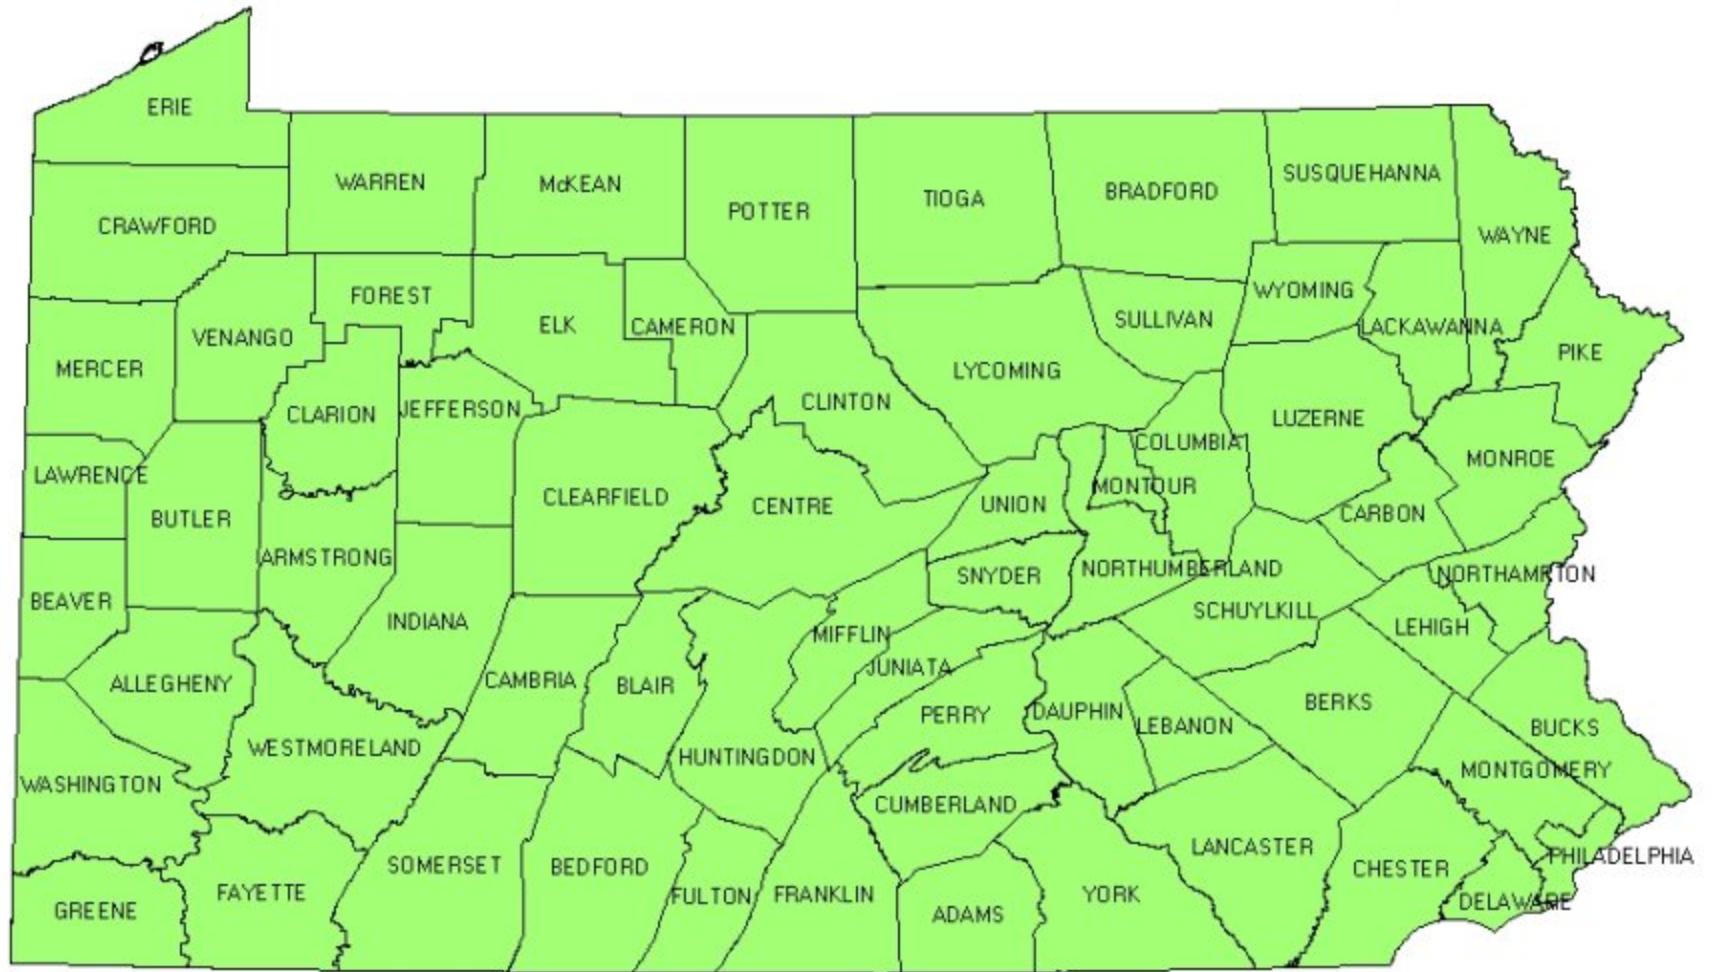 ERIE
WARREN
McKEAN
POTTER
TIOGA
BRADFORD
SUSQUEHANNA
WAYNE
CRAWFORD
FOREST
VENANGO
ELK
CAMERON
SULLIVAN
WYOMING
LACKAWANNA
PIKE
MERCER
CLARION
JEFFERSON
CLINTON
LYCOMING
COLUMBIA
LUZERNE
MONROE
LAWRENCE
BUTLER
CLEARFIELD
CENTRE
UNION
MONTOUR
CARBON
ARMSTRONG
SNYDER
NORTHUMBERLAND
NORTHAMPTON
BEAVER
INDIANA
MIFFLIN
SCHUYLKILL
LEHIGH
ALLEGHENY
CAMBRIA
BLAIR
JUNIATA
PERRY
DAUPHIN
LEBANON
BERKS
BUCKS
WESTMORELAND
HUNTINGDON
WASHINGTON
CUMBERLAND
MONTGOMERY
LANCASTER
SOMERSET
BEDFORD
FULTON
FRANKLIN
ADAMS
YORK
CHESTER
PHILADELPHIA
GREENE
FAYETTE
DELAWARE